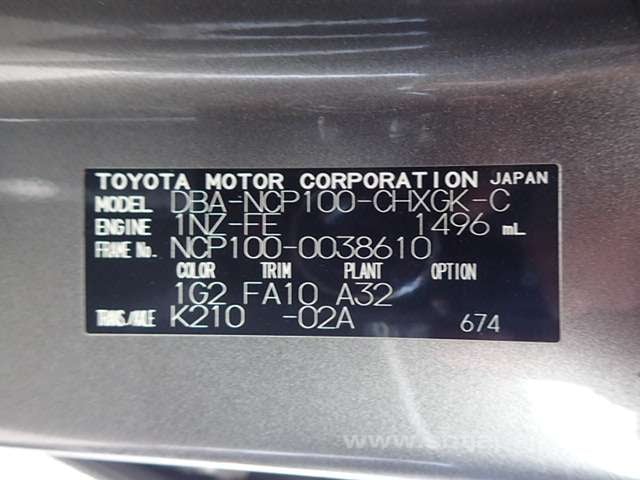 TOYOTA MOTOR CORPORATION JAPAN
MODEL DBA-NCP100-CHXGK-C
ENGINE 1NZ-FE 1496 mL
FRAME No. NCP100-0038610
COLOR TRIM PLANT OPTION
1G2 FA10 A32
TRANS/AXLE K210 -02A 674